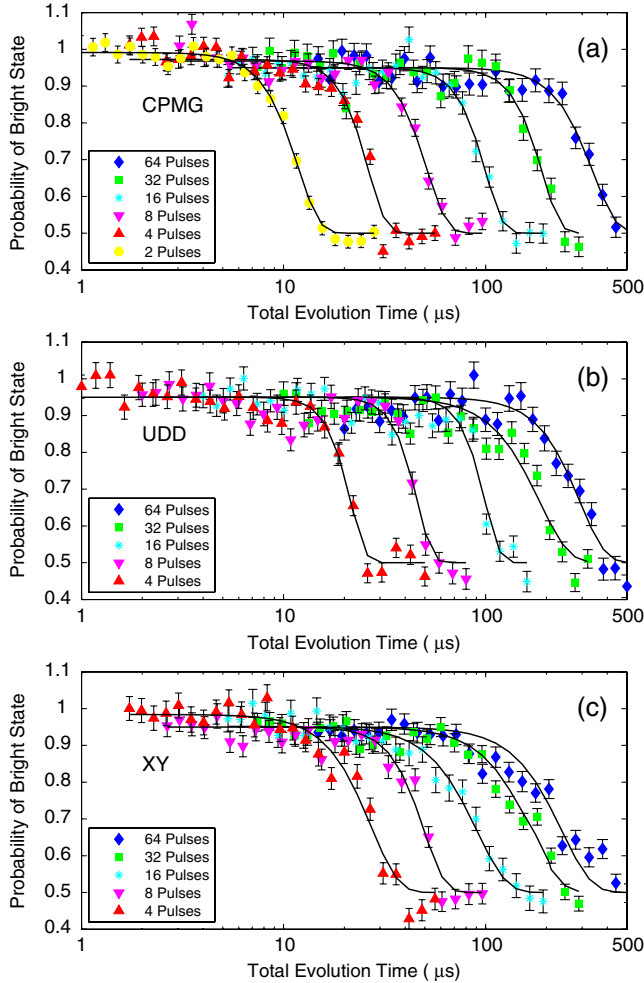 1.1
1
0.9
0.8
0.7
0.6
0.5
0.4
Probability of Bright State
(a)
CPMG
64 Pulses
32 Pulses
16 Pulses
8 Pulses
4 Pulses
2 Pulses
1
10
100
500
Total Evolution Time ( μs)
1.1
1
0.9
0.8
0.7
0.6
0.5
0.4
Probability of Bright State
(b)
UDD
64 Pulses
32 Pulses
16 Pulses
8 Pulses
4 Pulses
1
10
100
500
Total Evolution Time ( μs)
1.1
1
0.9
0.8
0.7
0.6
0.5
0.4
Probability of Bright State
(c)
XY
64 Pulses
32 Pulses
16 Pulses
8 Pulses
4 Pulses
1
10
100
500
Total Evolution Time ( μs)